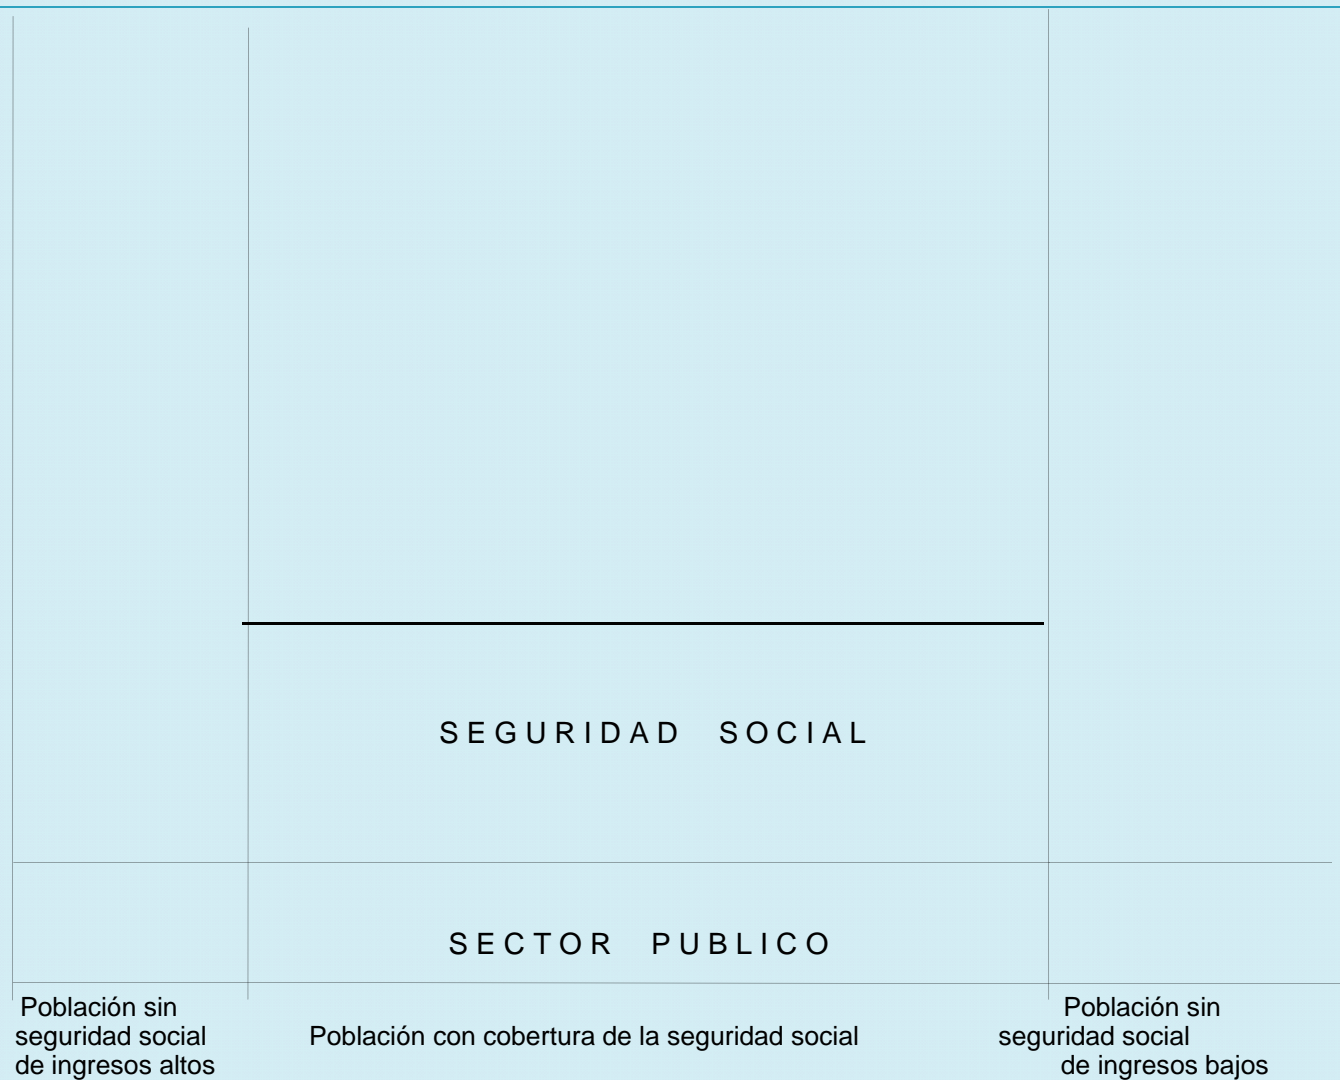 SEGURIDAD SOCIAL
SECTOR PUBLICO
Población sin
seguridad social
de ingresos altos
Población con cobertura de la seguridad social
Población sin
seguridad social
de ingresos bajos